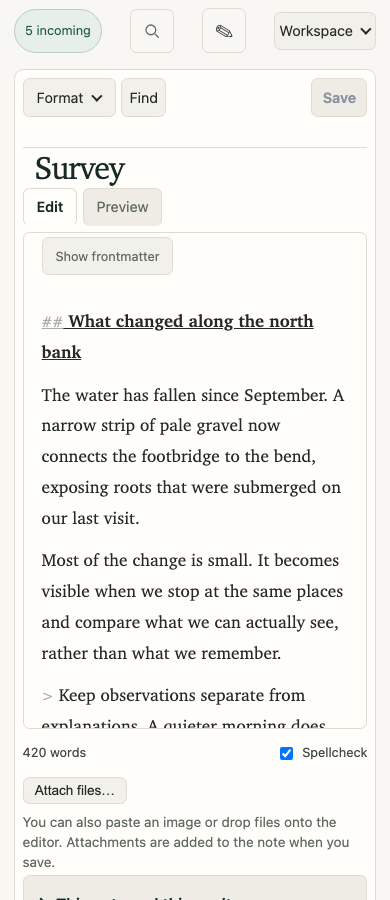 5 incoming
Workspace
Format
Find
Save
Survey
Edit
Preview
Show frontmatter
## What changed along the north
bank
The water has fallen since September. A
narrow strip of pale gravel now
connects the footbridge to the bend,
exposing roots that were submerged on
our last visit.
Most of the change is small. It becomes
visible when we stop at the same places
and compare what we can actually see,
rather than what we remember.
> Keep observations separate from
explanations. A quieter morning does
420 words
Spellcheck
Attach files…
You can also paste an image or drop files onto the
editor. Attachments are added to the note when you
save.